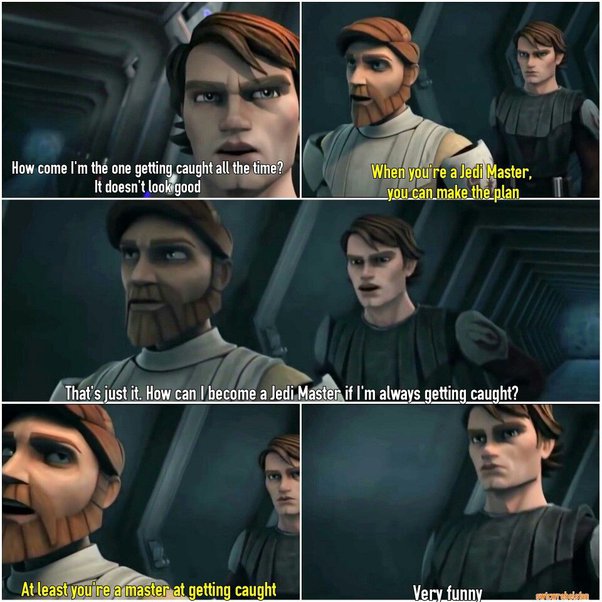 How come I'm the one getting caught all the time?
It doesn't look good
When you're a Jedi Master,
you can make the plan
That's just it. How can I become a Jedi Master if I'm always getting caught?
At least you're a master at getting caught
Very funny